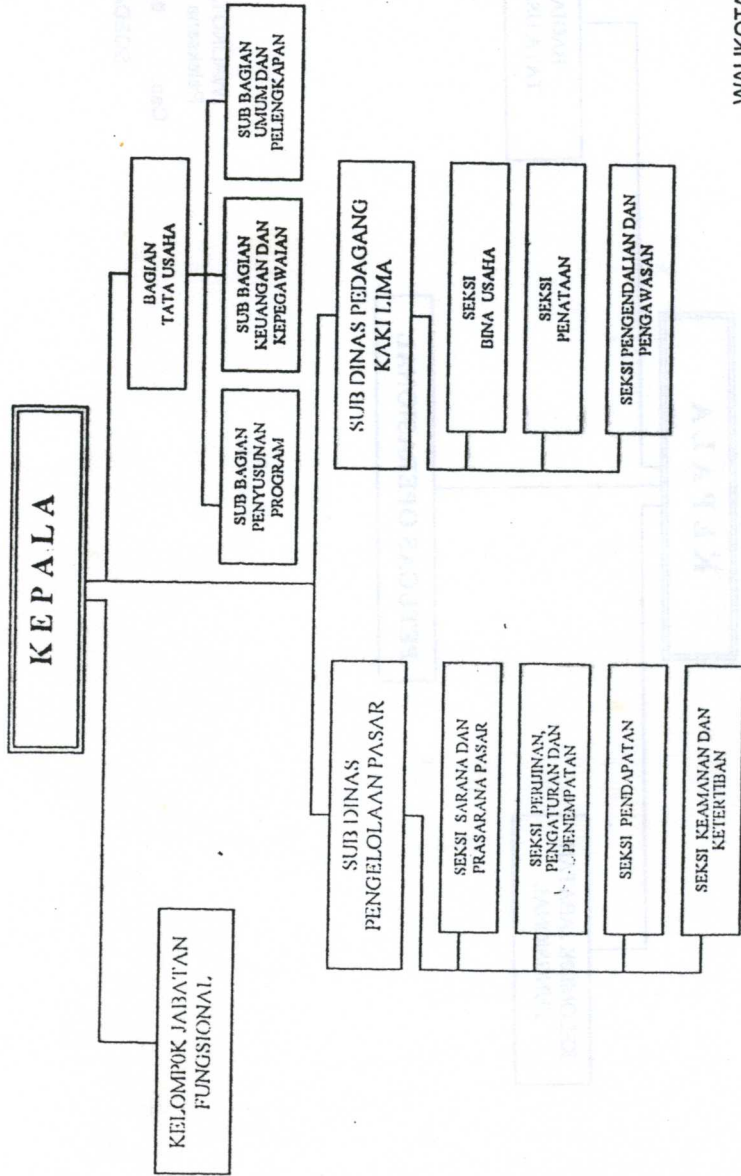 KEPALA
KELOMPOK JABATAN
FUNGSIONAL
BAGIAN
TATA USAHA
SUB BAGIAN
PENYUSUNAN
PROGRAM
SUB BAGIAN
KEUANGAN DAN
KEPEGAWAIAN
SUB BAGIAN
UMUM DAN
PELENGKAPAN
SUB DINAS
PENGELOLAAN PASAR
SEKSI SARANA DAN
PRASARANA PASAR
SEKSI PERIJINAN,
PENGATURAN DAN
PENEMPATAN
SEKSI PENDAPATAN
SEKSI KEAMANAN DAN
KETERTIBAN
SUB DINAS PEDAGANG
KAKI LIMA
SEKSI
BINA USAHA
SEKSI
PENATAAN
SEKSI PENGENDALIAN DAN
PENGAWASAN